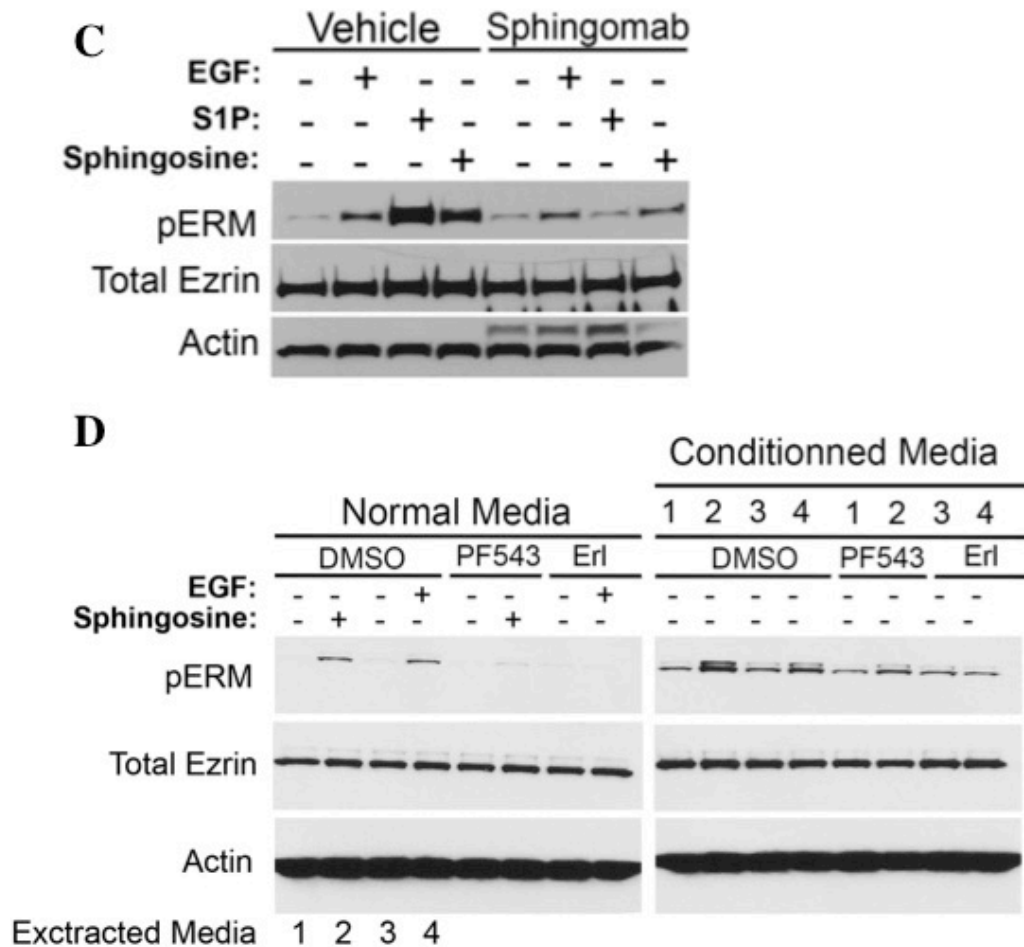 C
Vehicle Sphingomab
EGF: - + - - - + - -
S1P: - - + - - - + -
Sphingosine: - - - + - - - +
pERM
Total Ezrin
Actin
D
Conditionned Media
Normal Media 1 2 3 4 1 2 3 4
DMSO PF543 Erl DMSO PF543 Erl
EGF: - - - + - - - + - - - - - - - -
Sphingosine: - + - - - + - - - - - - - - - -
pERM
Total Ezrin
Actin
Exctracted Media 1 2 3 4